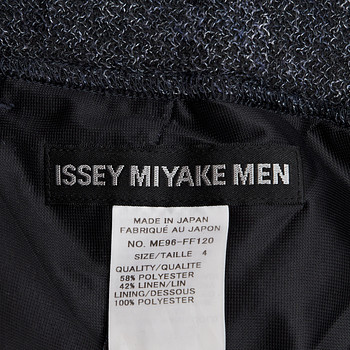 ISSEY MIYAKE MEN
MADE IN JAPAN
FABRIQUÉ AU JAPON
NO. ME96-FF120
SIZE/TAILLE 4
QUALITY/QUALITE
58% POLYESTER
42% LINEN/LIN
LINING/DESSOUS
100% POLYESTER